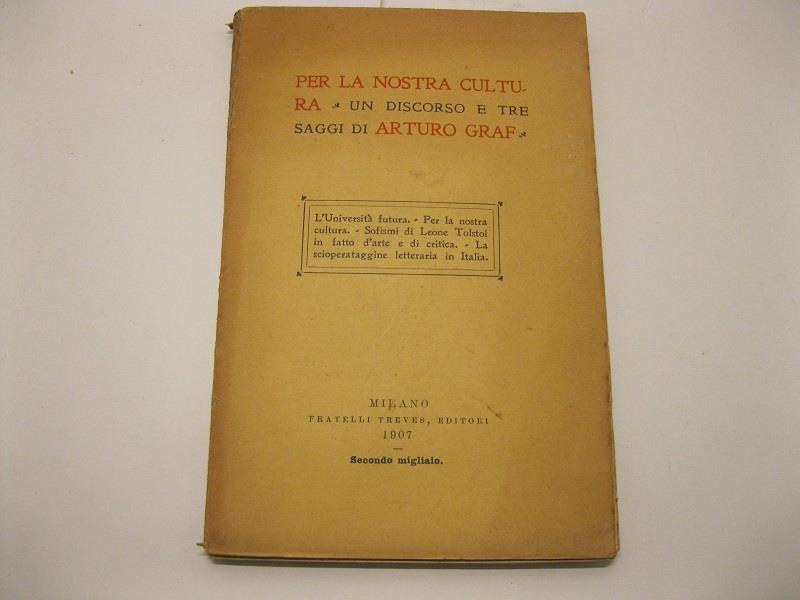 PER LA NOSTRA CULTU-
RA UN DISCORSO E TRE
SAGGI DI ARTURO GRAF
L'Università futura. - Per la nostra
cultura. - Sofismi di Leone Tolstoi
in fatto d'arte e di critica. - La
scioperataggine letteraria in Italia.
MILANO
FRATELLI TREVES, EDITORI
1907
Secondo migliaio.